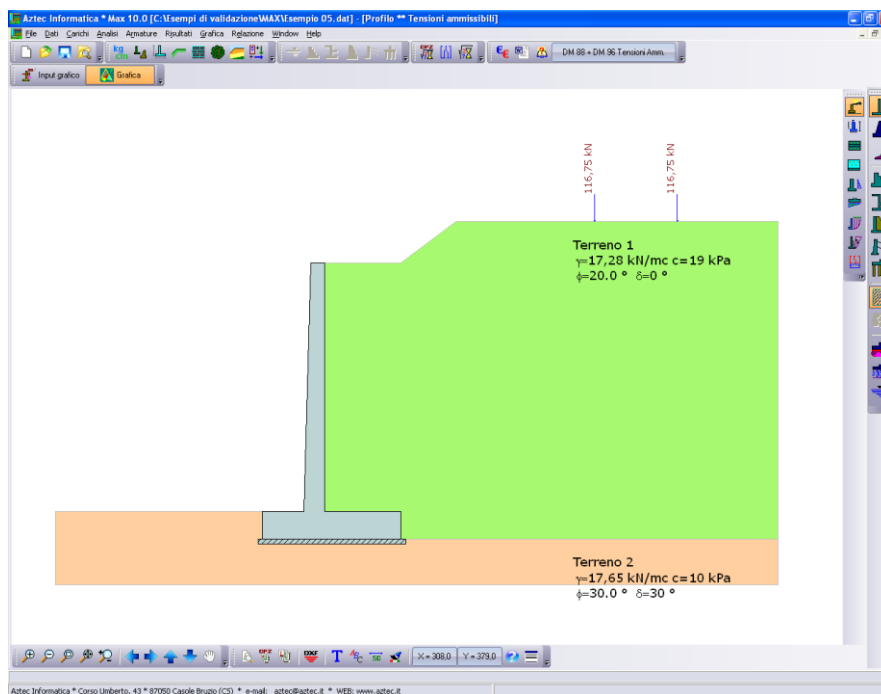 Aztec Informatica * Max 10.0 [C:\Esempi di validazione\MAX\Esempio 05.dat] - [Profilo ** Tensioni ammissibili]
File Dati Carichi Analisi Armature Risultati Grafica Relazione Window Help
DM 88 + DM 96 Tensioni Amm.
Input grafico Grafica
116,75 kN 116,75 kN
Terreno 1
γ=17,28 kN/mc c=19 kPa
ϕ=20.0 ° δ=0 °
Terreno 2
γ=17,65 kN/mc c=10 kPa
ϕ=30.0 ° δ=30 °
DXF T X = 308,0 Y = 379,0
Aztec Informatica * Corso Umberto, 43 * 87050 Casole Bruzio (CS) * e-mail: aztec@aztec.it * WEB: www.aztec.it